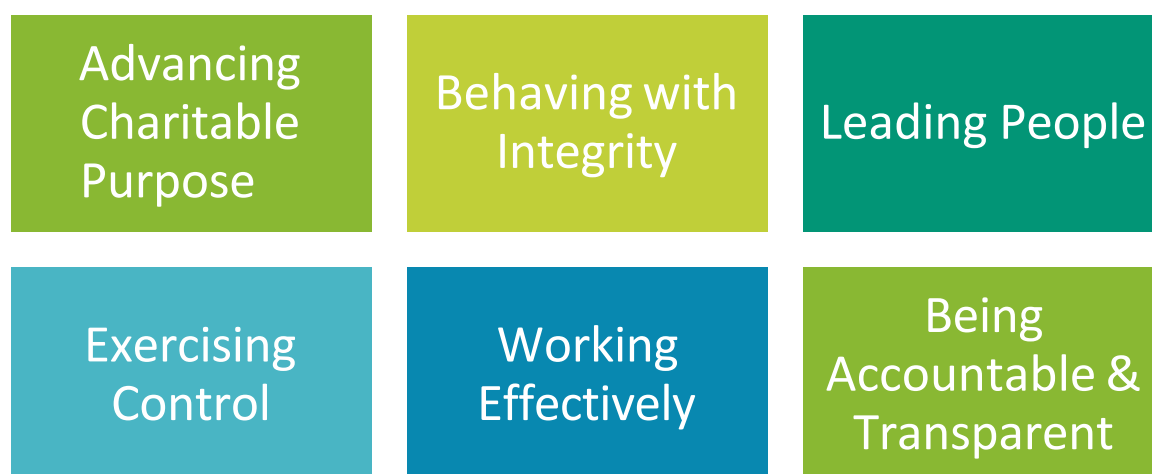 Advancing
Charitable
Purpose
Behaving with
Integrity
Leading People
Exercising
Control
Working
Effectively
Being
Accountable &
Transparent